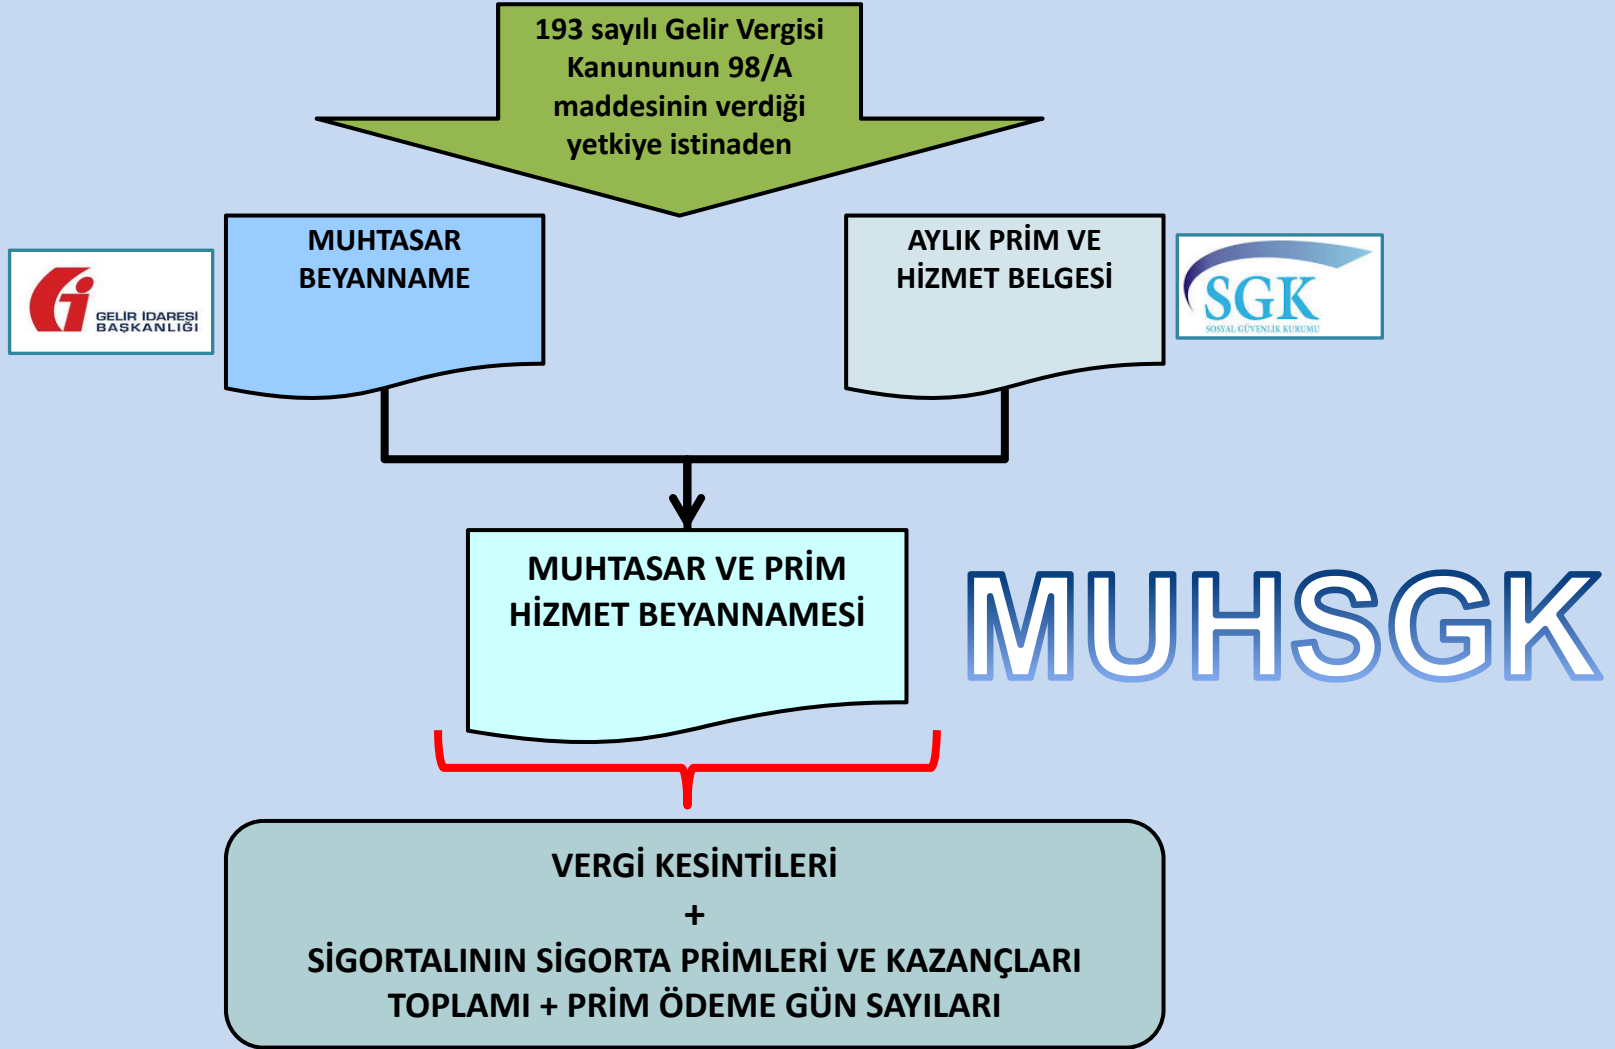 193 sayılı Gelir Vergisi
Kanununun 98/A
maddesinin verdiği
yetkiye istinaden
MUHTASAR
BEYANNAME
AYLIK PRİM VE
HİZMET BELGESİ
GELİR İDARESİ
BAŞKANLIĞI
SGK
SOSYAL GÜVENLİK KURUMU
MUHTASAR VE PRİM
HİZMET BEYANNAMESİ
MUHSGK
VERGİ KESİNTİLERİ
+
SİGORTALININ SİGORTA PRİMLERİ VE KAZANÇLARI
TOPLAMI + PRİM ÖDEME GÜN SAYILARI